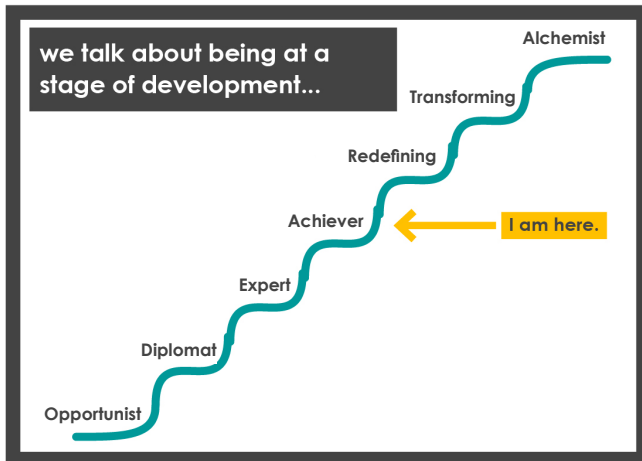 we talk about being at a
stage of development...
Alchemist
Transforming
Redefining
Achiever
I am here.
Expert
Diplomat
Opportunist